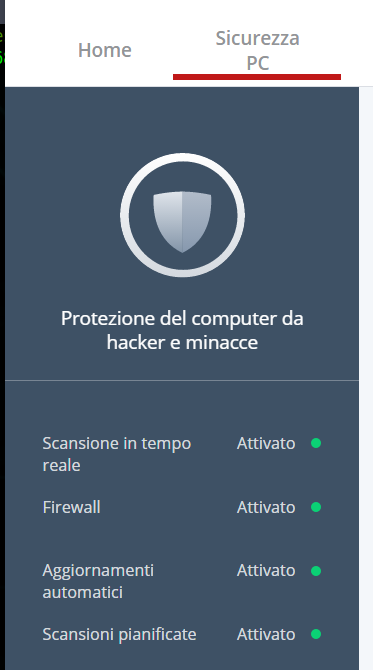 Home
Sicurezza
PC
Protezione del computer da
hacker e minacce
Scansione in tempo
reale
Attivato
Firewall
Attivato
Aggiornamenti
automatici
Attivato
Scansioni pianificate
Attivato